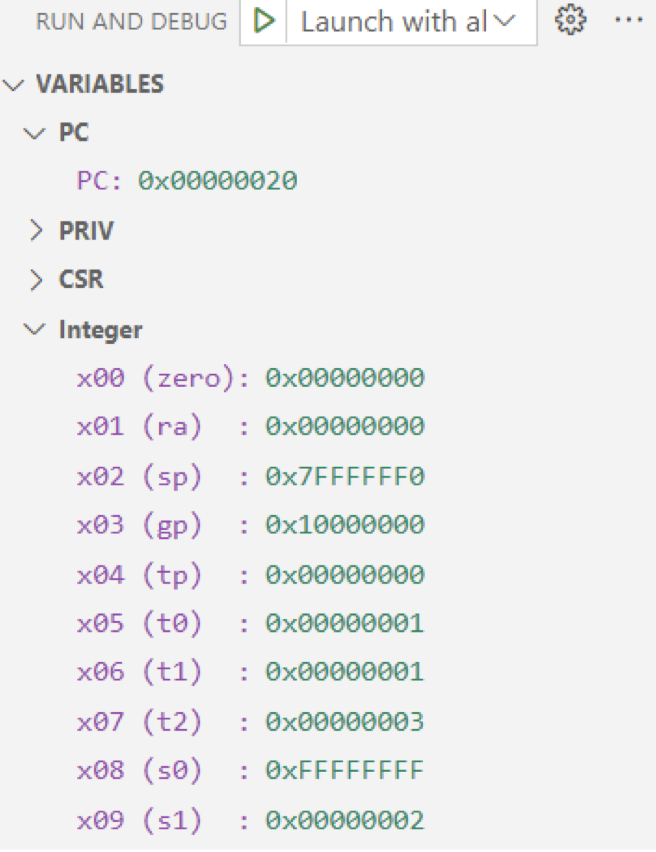 RUN AND DEBUG Launch with al
VARIABLES
PC
PC: 0x00000020
PRIV
CSR
Integer
x00 (zero): 0x00000000
x01 (ra) : 0x00000000
x02 (sp) : 0x7FFFFFF0
x03 (gp) : 0x10000000
x04 (tp) : 0x00000000
x05 (t0) : 0x00000001
x06 (t1) : 0x00000001
x07 (t2) : 0x00000003
x08 (s0) : 0xFFFFFFFF
x09 (s1) : 0x00000002